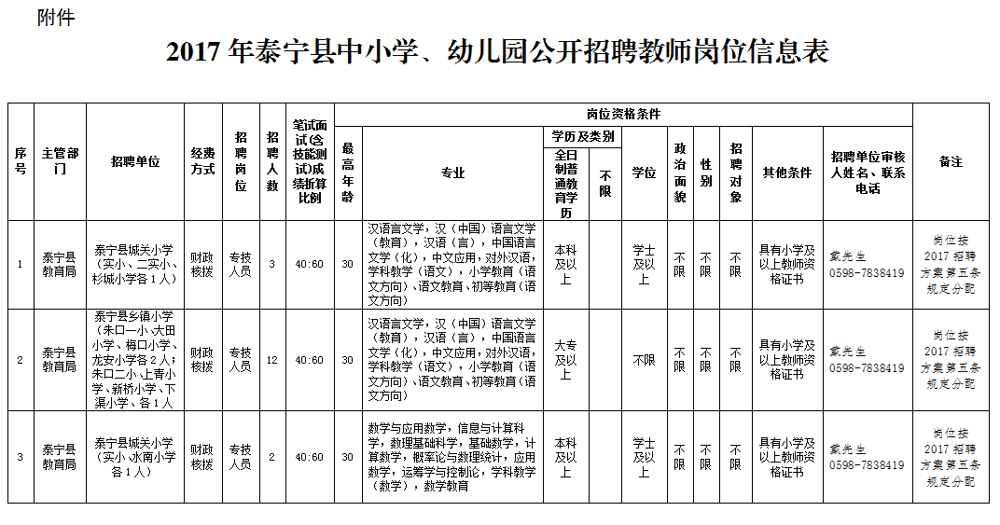 附件
2017 年泰宁县中小学、幼儿园公开招聘教师岗位信息表
序号
主管部门
招聘单位
经费方式
招聘岗位
招聘人数
笔试面试(含技能测试)成绩折算比例
岗位资格条件
最高年龄
专业
学历及类别
全日制普通教育学历
不限
学位
政治面貌
性别
招聘对象
其他条件
招聘单位审核人姓名、联系电话
备注
1
泰宁县
教育局
泰宁县城关小学
（实小、二实小、
杉城小学各1人）
财政
核拨
专技
人员
3
40:60
30
汉语言文学，汉（中国）语言文学
（教育），汉语（言），中国语言
文学（化），中文应用，对外汉语，
学科教学（语文），小学教育（语
文方向）、语文教育、初等教育（语
文方向）
本科
及以
上
学士
及以
上
不
限
不
限
不
限
具有小学及
以上教师资
格证书
戴先生
0598-7838419
岗位按
2017 招聘
方案第五条
规定分配
2
泰宁县
教育局
泰宁县乡镇小学
（朱口一小、大田
小学、梅口小学、
龙安小学各2人；
朱口二小、上青小
学、新桥小学、下
渠小学、各1人
财政
核拨
专技
人员
12
40:60
30
汉语言文学，汉（中国）语言文学
（教育），汉语（言），中国语言
文学（化），中文应用，对外汉语，
学科教学（语文），小学教育（语
文方向）、语文教育、初等教育（语
文方向）
大专
及以
上
不限
不
限
不
限
不
限
具有小学及
以上教师资
格证书
戴先生
0598-7838419
岗位按
2017 招聘
方案第五条
规定分配
3
泰宁县
教育局
泰宁县城关小学
（实小、水南小学
各1人）
财政
核拨
专技
人员
2
40:60
30
数学与应用数学，信息与计算科
学，数理基础科学，基础数学，计
算数学，概率论与数理统计，应用
数学，运筹学与控制论，学科教学
（数学），数学教育
本科
及以
上
学士
及以
上
不
限
不
限
不
限
具有小学及
以上教师资
格证书
戴先生
0598-7838419
岗位按
2017 招聘
方案第五条
规定分配